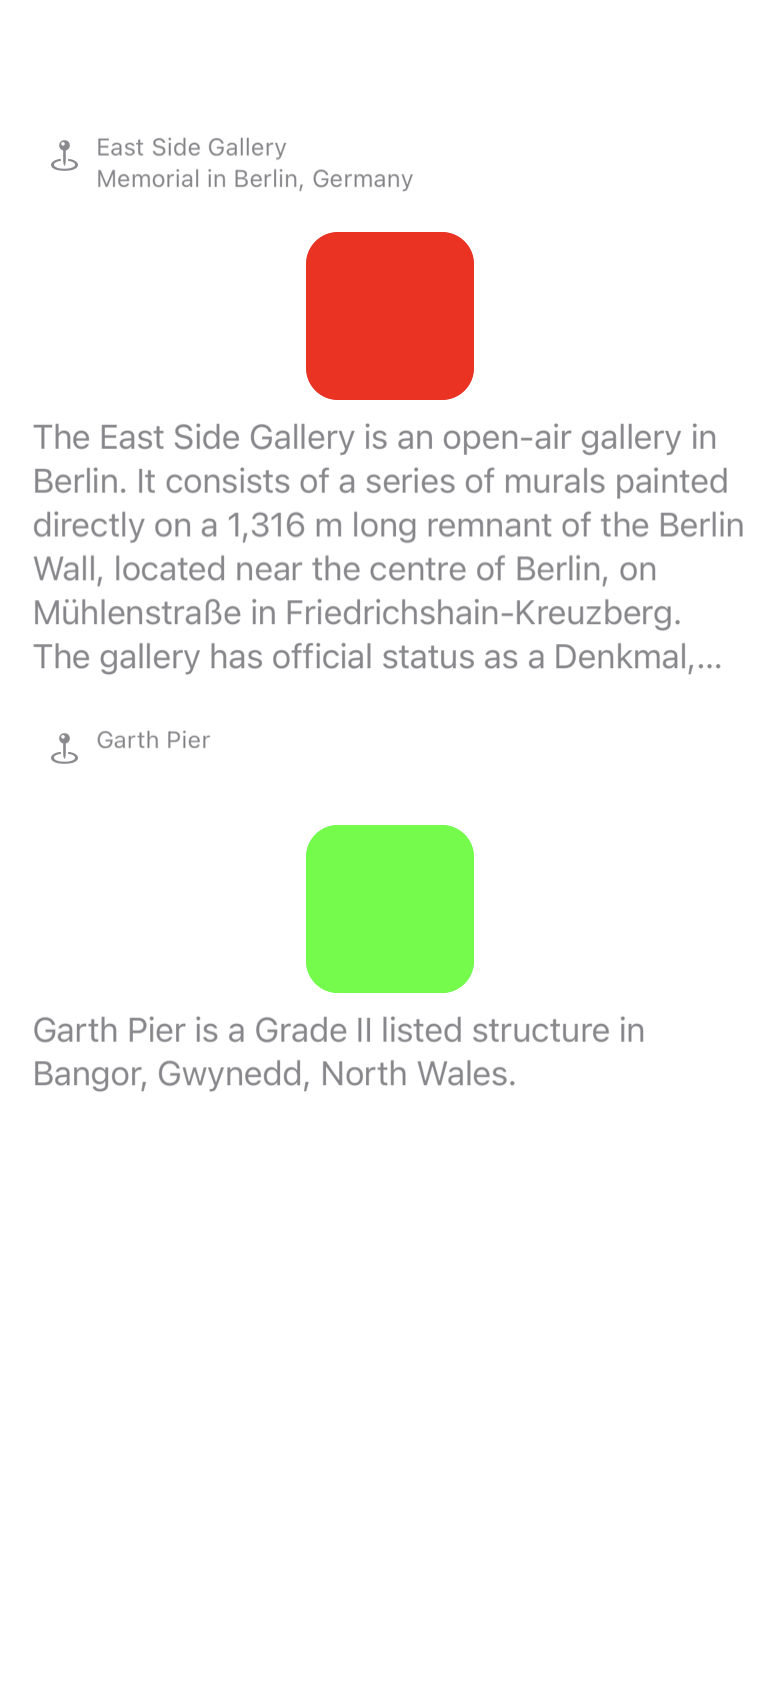 East Side Gallery
Memorial in Berlin, Germany
The East Side Gallery is an open-air gallery in
Berlin. It consists of a series of murals painted
directly on a 1,316 m long remnant of the Berlin
Wall, located near the centre of Berlin, on
Mühlenstraße in Friedrichshain-Kreuzberg.
The gallery has official status as a Denkmal,...
Garth Pier
Garth Pier is a Grade II listed structure in
Bangor, Gwynedd, North Wales.